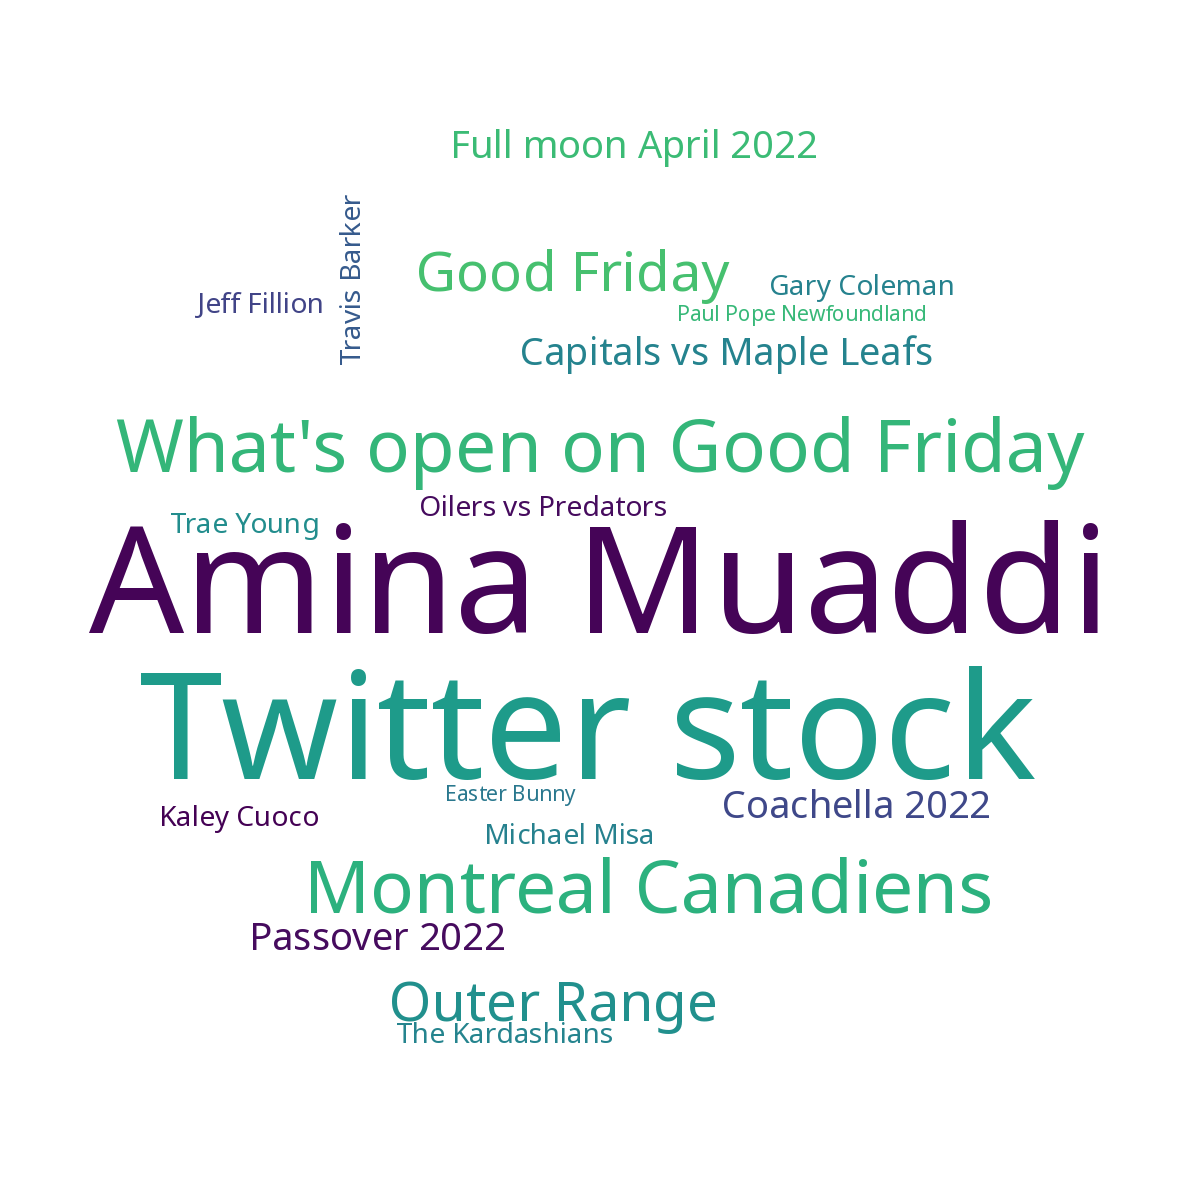 Full moon April 2022
Travis Barker
Good Friday
Gary Coleman
Jeff Fillion
Paul Pope Newfoundland
Capitals vs Maple Leafs
What's open on Good Friday
Oilers vs Predators
Trae Young
Amina Muaddi
Twitter stock
Easter Bunny
Coachella 2022
Kaley Cuoco
Michael Misa
Montreal Canadiens
Passover 2022
Outer Range
The Kardashians